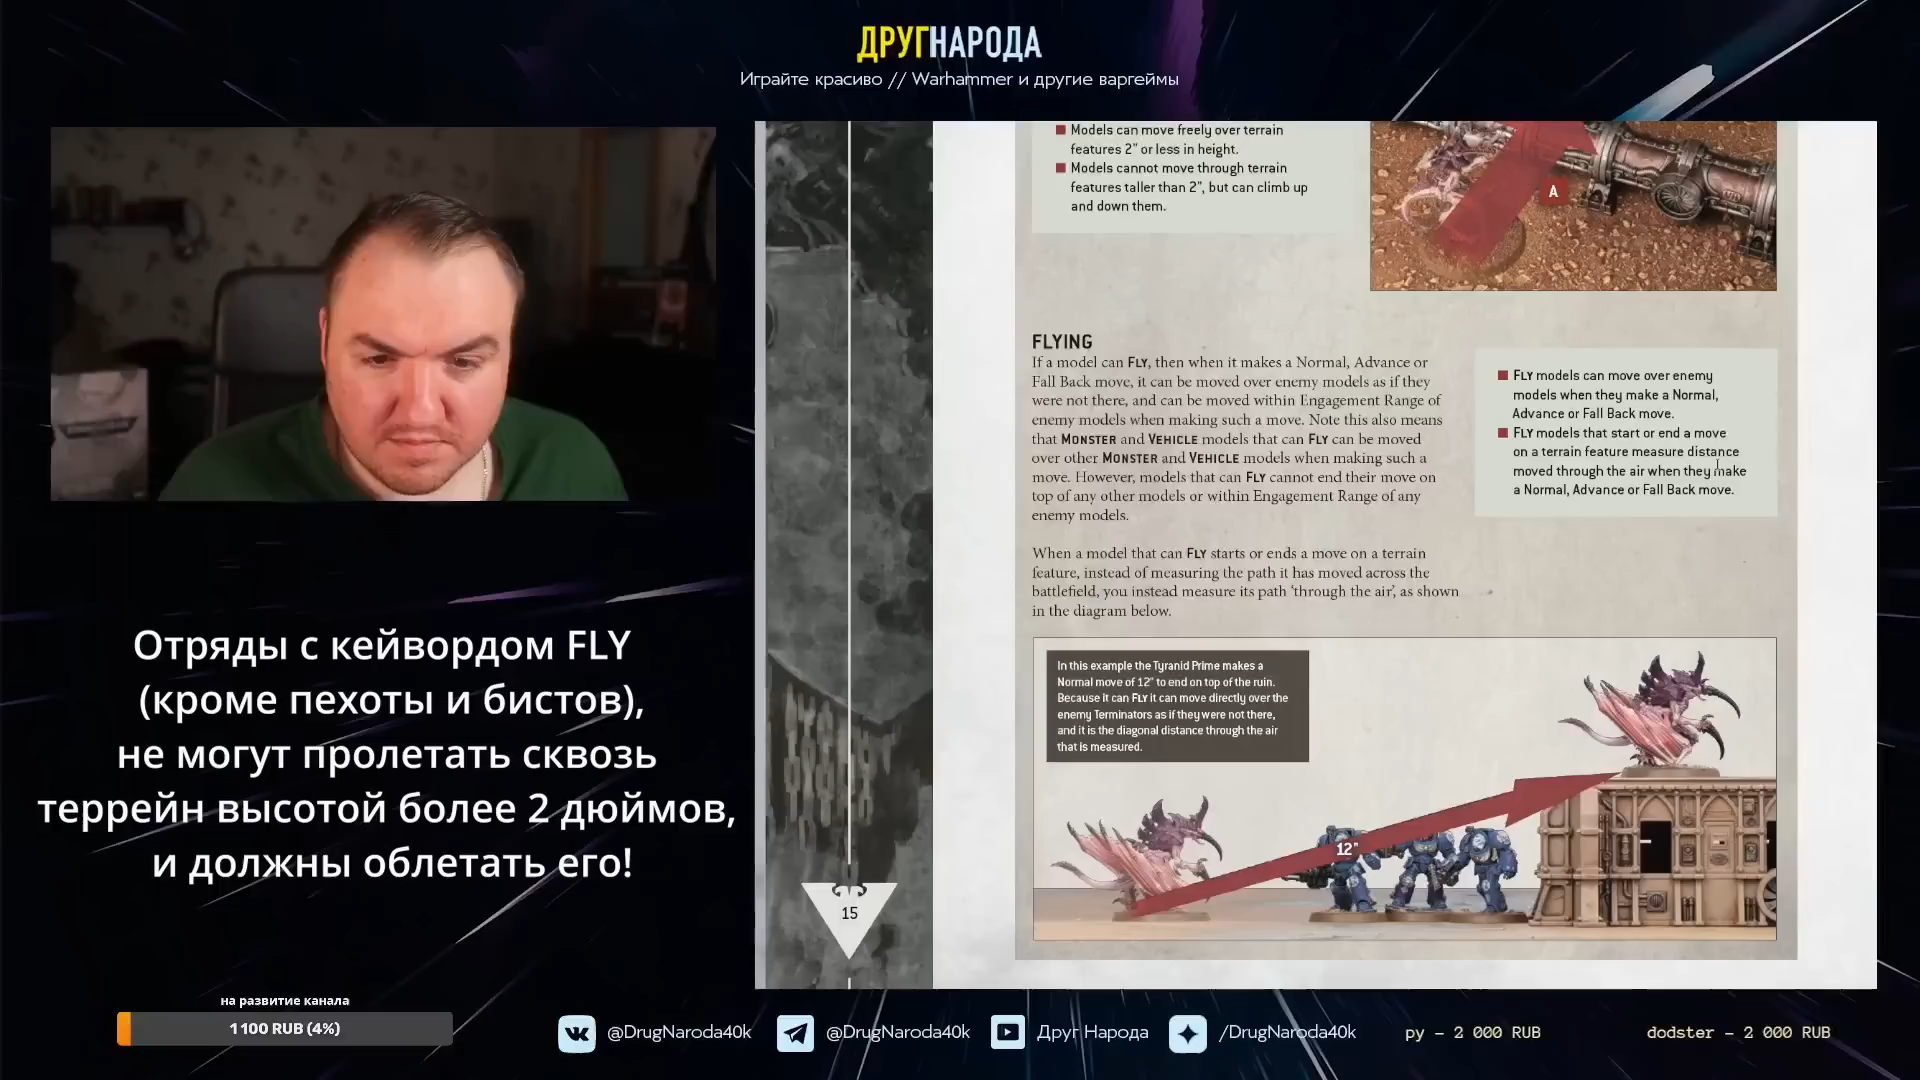 ДРУГНАРОДА
Играйте красиво // Warhammer и другие варгеймы
Models can move freely over terrain
features 2" or less in height.
Models cannot move through terrain
features taller than 2", but can climb up
and down them.
A
FLYING
If a model can FLY, then when it makes a Normal, Advance or
Fall Back move, it can be moved over enemy models as if they
were not there, and can be moved within Engagement Range of
enemy models when making such a move. Note this also means
that MONSTER and VEHICLE models that can FLY can be moved
over other MONSTER and VEHICLE models when making such a
move. However, models that can FLY cannot end their move on
top of any other models or within Engagement Range of any
enemy models.
When a model that can FLY starts or ends a move on a terrain
feature, instead of measuring the path it has moved across the
battlefield, you instead measure its path ‘through the air’, as shown
in the diagram below.
FLY models can move over enemy
models when they make a Normal,
Advance or Fall Back move.
FLY models that start or end a move
on a terrain feature measure distance
moved through the air when they make
a Normal, Advance or Fall Back move.
In this example the Tyranid Prime makes a
Normal move of 12" to end on top of the ruin.
Because it can FLY it can move directly over the
enemy Terminators as if they were not there,
and it is the diagonal distance through the air
that is measured.
12"
15
Отряды с кейвордом FLY
(кроме пехоты и бистов),
не могут пролетать сквозь
террейн высотой более 2 дюймов,
и должны облетать его!
на развитие канала
1 100 RUB (4%)
@DrugNaroda40k
@DrugNaroda40k
Друг Народа
/DrugNaroda40k
ру - 2 000 RUB
dodster - 2 000 RUB